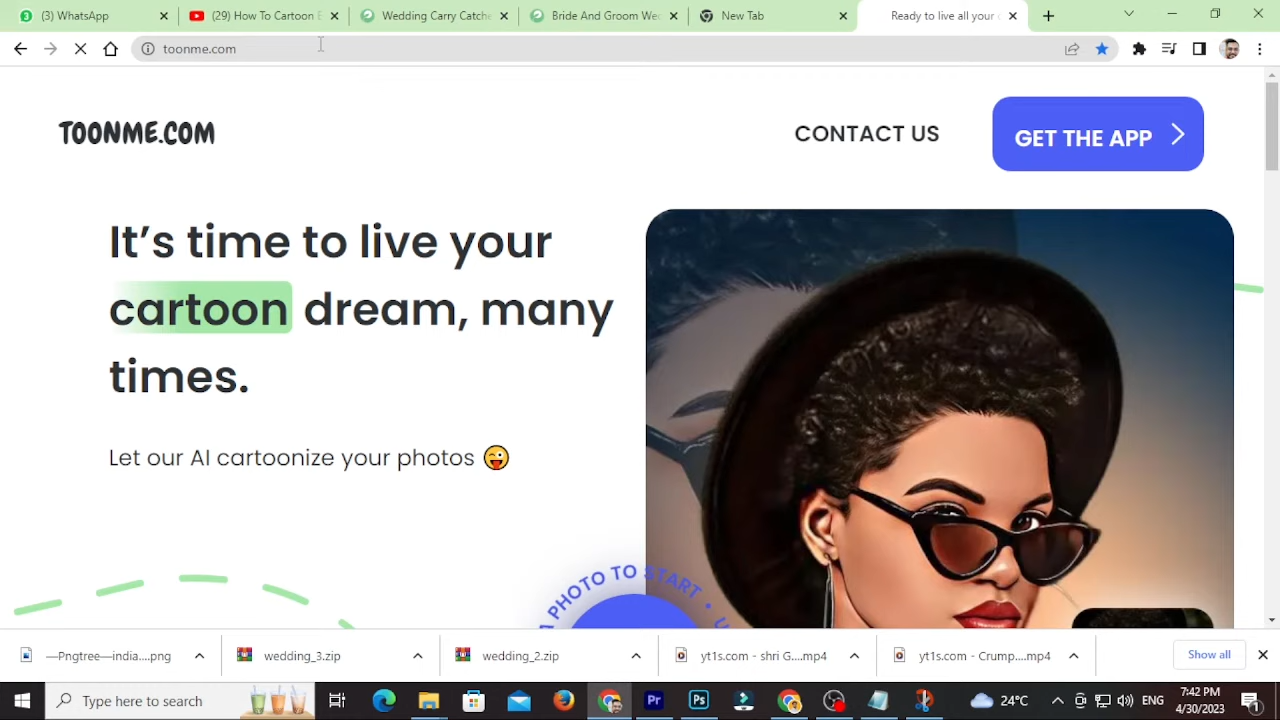 (3) WhatsApp
(29) How To Cartoon E
Wedding Carry Catche
Bride And Groom Wed
New Tab
Ready to live all your c
toonme.com
TOONME.COM
CONTACT US
GET THE APP
It's time to live your
cartoon dream, many
times.
Let our AI cartoonize your photos
A PHOTO TO START • U
—Pngtree—india....png
wedding_3.zip
wedding_2.zip
yt1s.com - shri G....mp4
yt1s.com - Crump....mp4
Show all
Type here to search
24°C
ENG
7:42 PM
4/30/2023
1